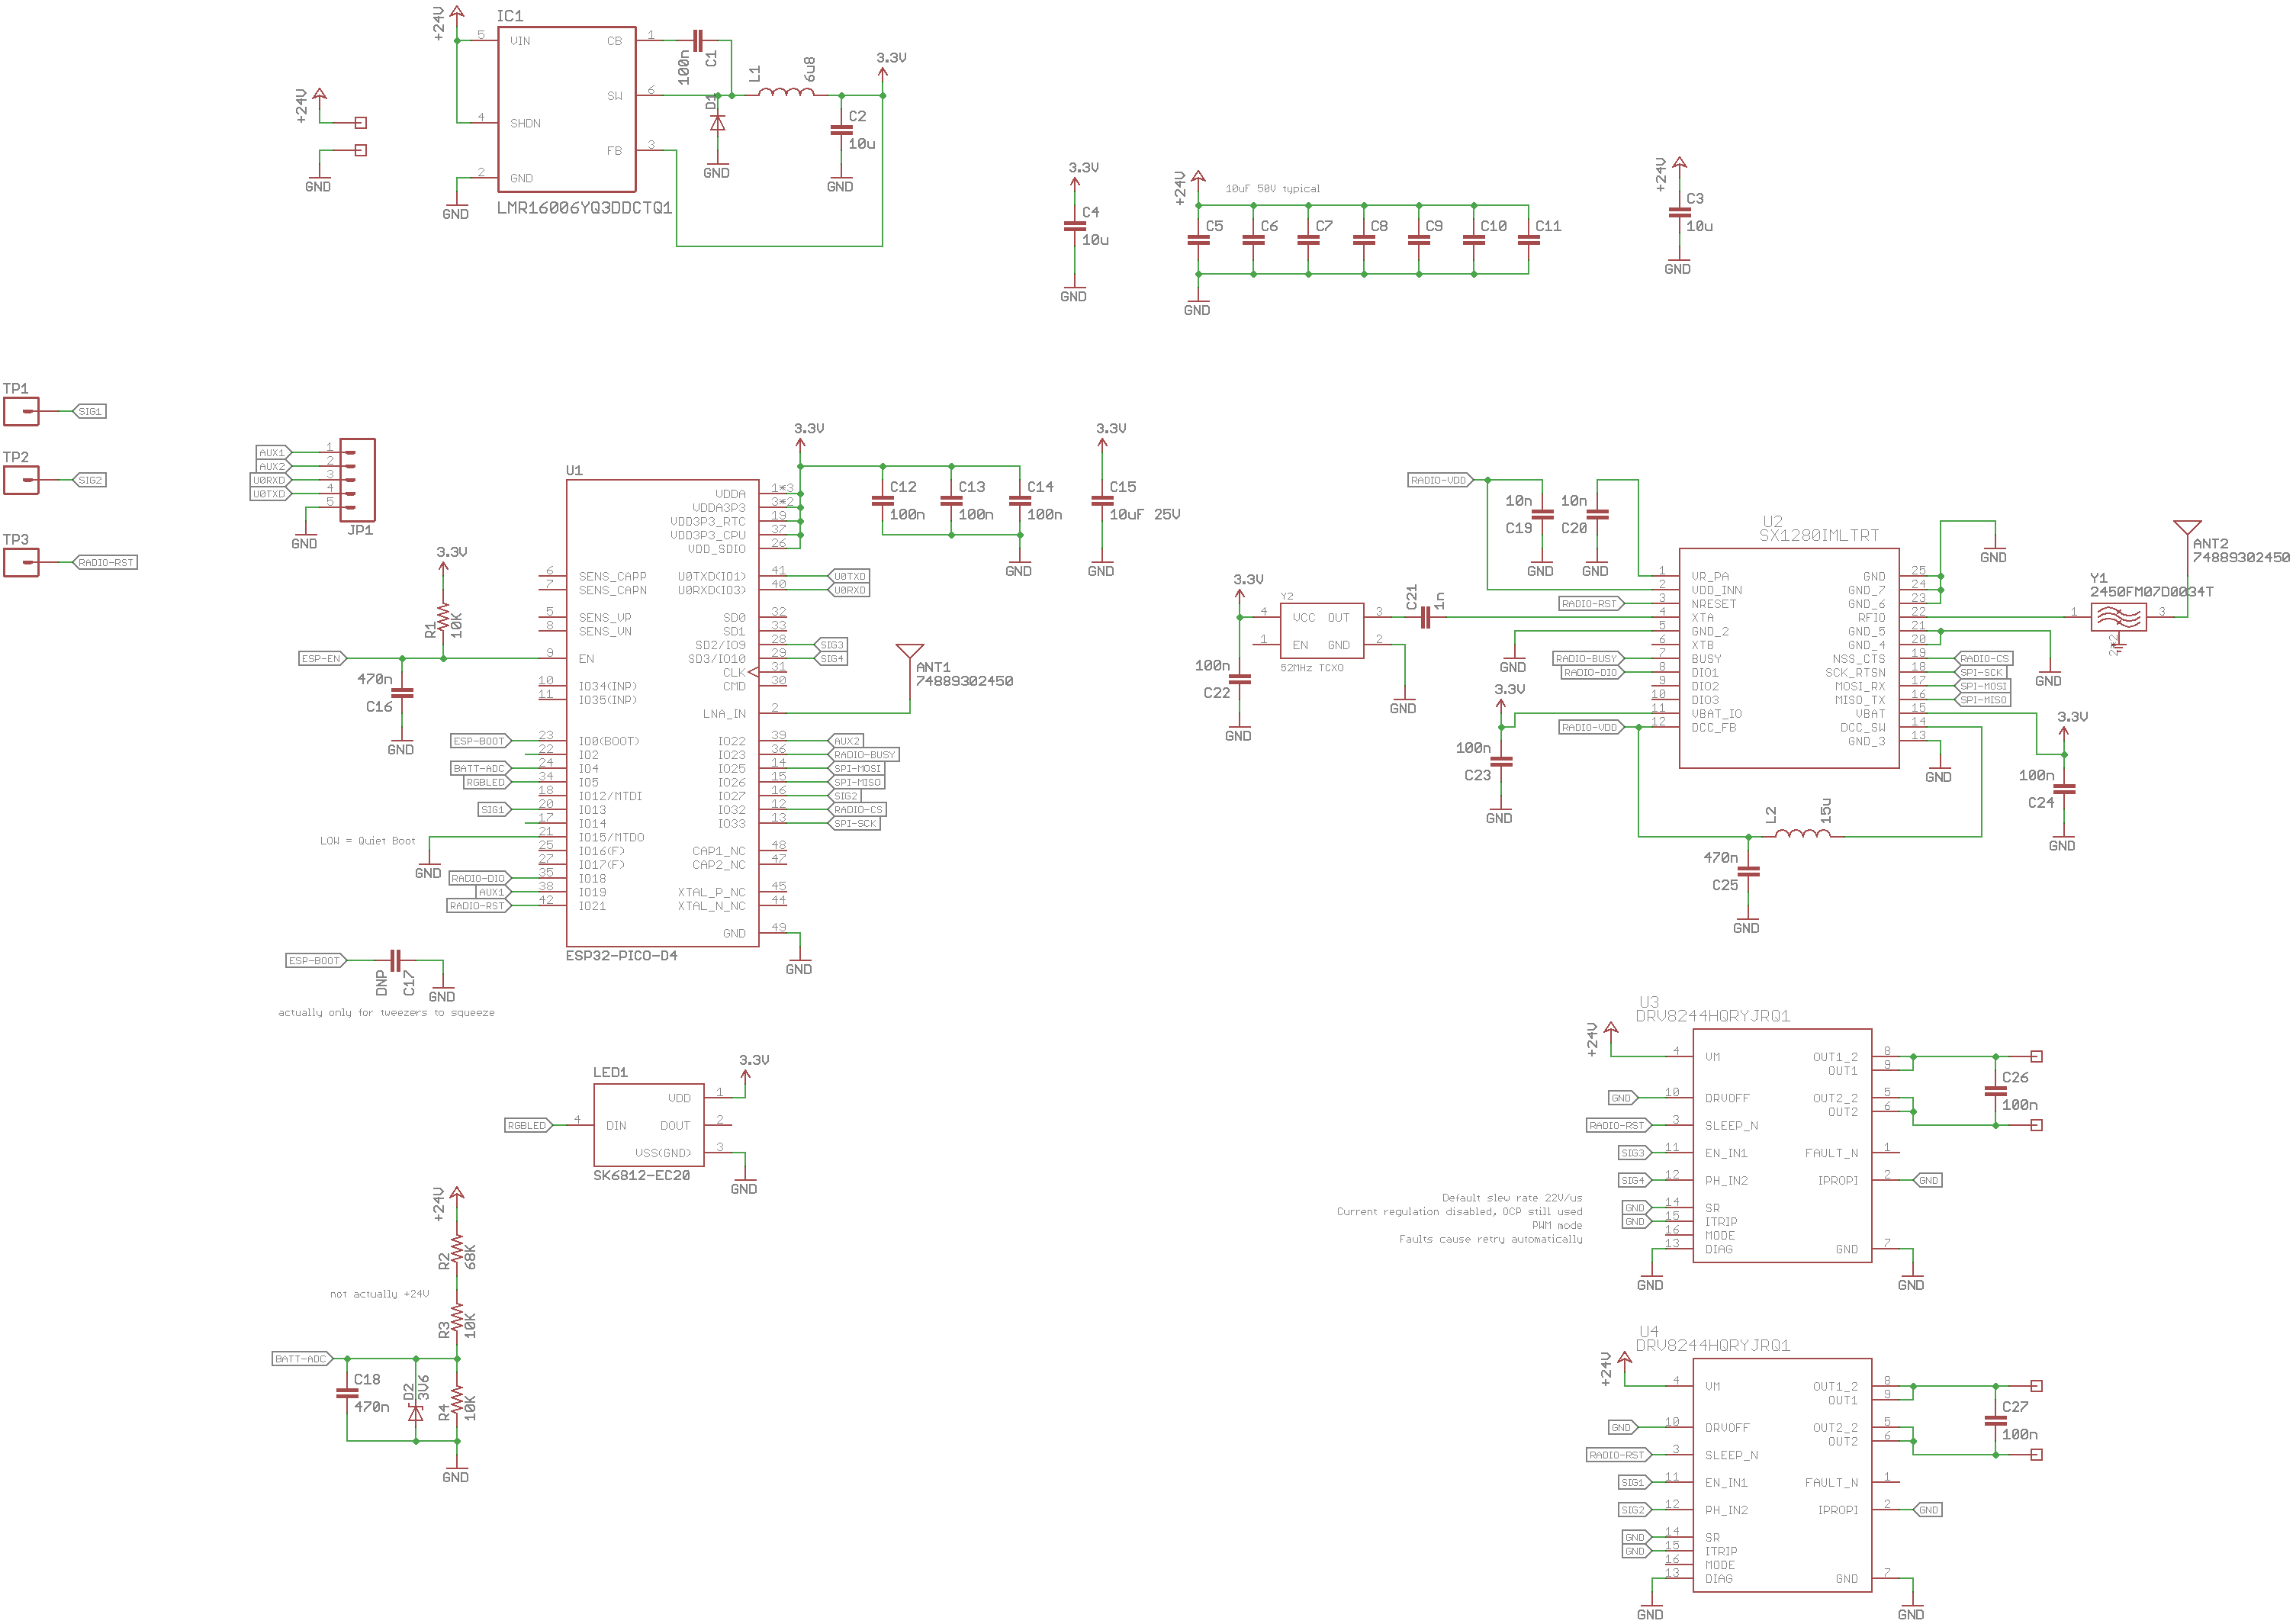 +24V
IC1
5
VIN
CB
1
100n
C1
L1
6u8
3.3V
SW
6
D1
4
SHDN
C2
10u
FB
3
2
GND
GND
GND
GND
LMR16006YQ3DDCTQ1
+24V
GND
3.3V
C4
10u
GND
+24V
10uF 50V typical
C5
C6
C7
C8
C9
C10
C11
GND
+24V
C3
10u
GND
TP1
SIG1
TP2
SIG2
TP3
RADIO-RST
AUX1
1
AUX2
2
U0RXD
3
U0TXD
4
5
GND
JP1
3.3V
R1
10K
ESP-EN
470n
C16
GND
U1
6
SENS_CAPP
7
SENS_CAPN
5
SENS_VP
8
SENS_VN
9
EN
10
IO34(INP)
11
IO35(INP)
ESP-BOOT
23
IO0(BOOT)
22
IO2
BATT-ADC
24
IO4
RGBLED
34
IO5
18
IO12/MTDI
SIG1
20
IO13
17
IO14
LOW = Quiet Boot
21
IO15/MTDO
25
IO16(F)
27
IO17(F)
GND
RADIO-DIO
35
IO18
AUX1
38
IO19
RADIO-RST
42
IO21
3.3V
VDDA
1*3
VDDA3P3
3*2
VDD3P3_RTC
19
VDD3P3_CPU
37
VDD_SDIO
26
U0TXD(IO1)
41
U0TXD
U0RXD(IO3)
40
U0RXD
SD0
32
SD1
33
SD2/IO9
28
SIG3
SD3/IO10
29
SIG4
CLK
31
CMD
30
LNA_IN
2
ANT1
74889302450
IO22
39
AUX2
IO23
36
RADIO-BUSY
IO25
14
SPI-MOSI
IO26
15
SPI-MISO
IO27
16
SIG2
IO32
12
RADIO-CS
IO33
13
SPI-SCK
CAP1_NC
48
CAP2_NC
47
XTAL_P_NC
45
XTAL_N_NC
44
GND
49
GND
ESP32-PICO-D4
C12
100n
C13
100n
C14
100n
GND
3.3V
C15
10uF 25V
GND
ESP-BOOT
DNP
C17
GND
actually only for tweezers to squeeze
RADIO-VDD
10n
C19
GND
10n
C20
GND
3.3V
100n
C22
GND
Y2
4
VCC
OUT
3
1
EN
GND
2
52MHz TCXO
GND
C21
1n
U2
SX1280IMLTRT
1
VR_PA
2
VDD_INN
RADIO-RST
3
NRESET
4
XTA
5
GND_2
6
XTB
GND
RADIO-BUSY
7
BUSY
RADIO-DIO
8
DIO1
9
DIO2
10
DIO3
11
VBAT_IO
RADIO-VDD
12
DCC_FB
3.3V
100n
C23
GND
GND
25
GND_7
24
GND_6
23
RFIO
22
GND_5
21
GND_4
20
NSS_CTS
19
RADIO-CS
SCK_RTSN
18
SPI-SCK
MOSI_RX
17
SPI-MOSI
MISO_TX
16
SPI-MISO
VBAT
15
DCC_SW
14
GND_3
13
GND
GND
GND
ANT2
74889302450
Y1
2450FM07D0034T
1
3
2*2
3.3V
100n
C24
GND
L2
15u
470n
C25
GND
LED1
3.3V
VDD
1
RGBLED
4
DIN
DOUT
2
VSS(GND)
3
SK6812-EC20
GND
+24V
R2
68K
not actually +24V
R3
10K
BATT-ADC
C18
470n
D2
3V6
R4
10K
GND
U3
DRV8244HQRYJRQ1
+24V
4
VM
GND
10
DRVOFF
RADIO-RST
3
SLEEP_N
SIG3
11
EN_IN1
SIG4
12
PH_IN2
GND
14
SR
GND
15
ITRIP
16
MODE
13
DIAG
GND
OUT1_2
8
OUT1
9
OUT2_2
5
OUT2
6
FAULT_N
1
IPROPI
2
GND
GND
7
GND
C26
100n
Default slew rate 22V/us
Current regulation disabled, OCP still used
PWM mode
Faults cause retry automatically
U4
DRV8244HQRYJRQ1
+24V
4
VM
GND
10
DRVOFF
RADIO-RST
3
SLEEP_N
SIG1
11
EN_IN1
SIG2
12
PH_IN2
GND
14
SR
GND
15
ITRIP
16
MODE
13
DIAG
GND
OUT1_2
8
OUT1
9
OUT2_2
5
OUT2
6
FAULT_N
1
IPROPI
2
GND
GND
7
GND
C27
100n